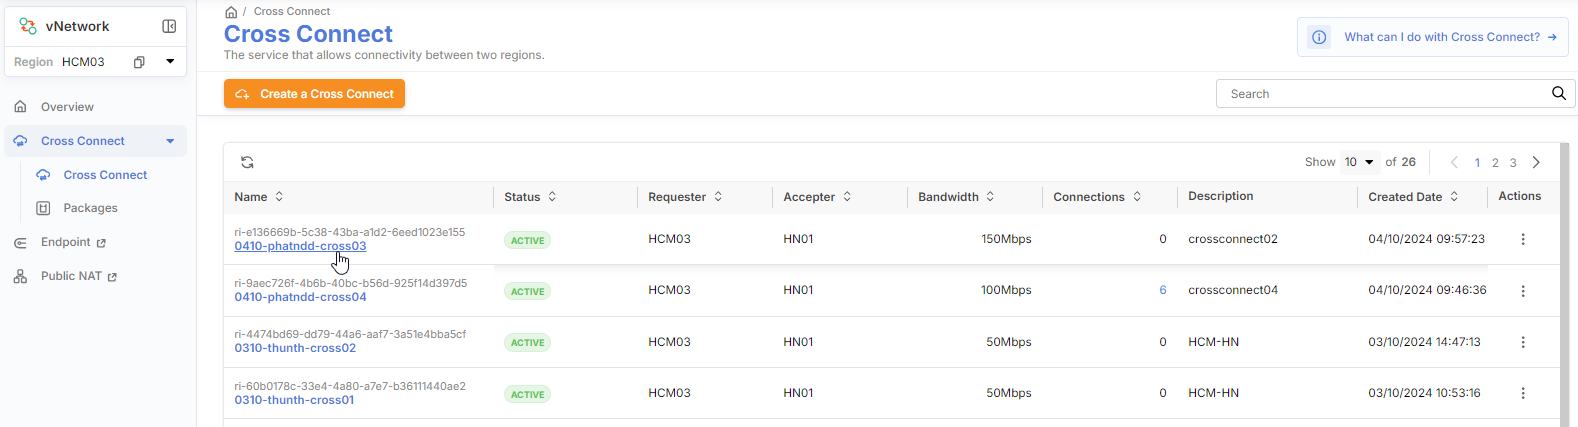 vNetwork
Region HCM03
Overview
Cross Connect
Cross Connect
Packages
Endpoint
Public NAT
/ Cross Connect
Cross Connect
The service that allows connectivity between two regions.
What can I do with Cross Connect?
Create a Cross Connect
Search
Show 10 of 26 1 2 3
Name Status Requester Accepter Bandwidth Connections Description Created Date Actions
ri-e136669b-5c38-43ba-a1d2-6eed1023e155
0410-phatndd-cross03 ACTIVE HCM03 HN01 150Mbps 0 crossconnect02 04/10/2024 09:57:23
ri-9aec726f-4b6b-40bc-b56d-925f14d397d5
0410-phatndd-cross04 ACTIVE HCM03 HN01 100Mbps 6 crossconnect04 04/10/2024 09:46:36
ri-4474bd69-dd79-44a6-aaf7-3a51e4bba5cf
0310-thunth-cross02 ACTIVE HCM03 HN01 50Mbps 0 HCM-HN 03/10/2024 14:47:13
ri-60b0178c-33e4-4a80-a7e7-b36111440ae2
0310-thunth-cross01 ACTIVE HCM03 HN01 50Mbps 0 HCM-HN 03/10/2024 10:53:16